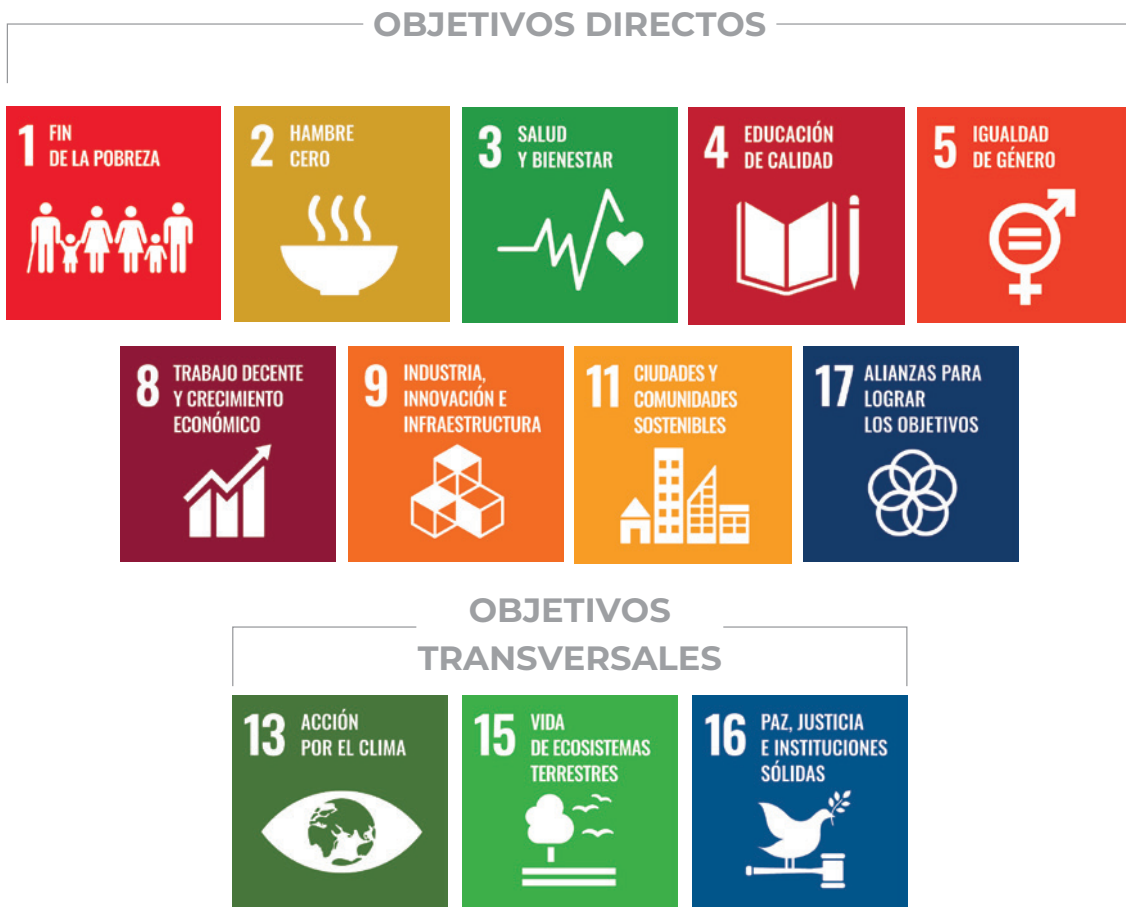 OBJETIVOS DIRECTOS
1 FIN
DE LA POBREZA
2 HAMBRE
CERO
3 SALUD
Y BIENESTAR
4 EDUCACIÓN
DE CALIDAD
5 IGUALDAD
DE GÉNERO
8 TRABAJO DECENTE
Y CRECIMIENTO
ECONÓMICO
9 INDUSTRIA,
INNOVACIÓN E
INFRAESTRUCTURA
11 CIUDADES Y
COMUNIDADES
SOSTENIBLES
17 ALIANZAS PARA
LOGRAR
LOS OBJETIVOS
OBJETIVOS
TRANSVERSALES
13 ACCIÓN
POR EL CLIMA
15 VIDA
DE ECOSISTEMAS
TERRESTRES
16 PAZ, JUSTICIA
E INSTITUCIONES
SÓLIDAS